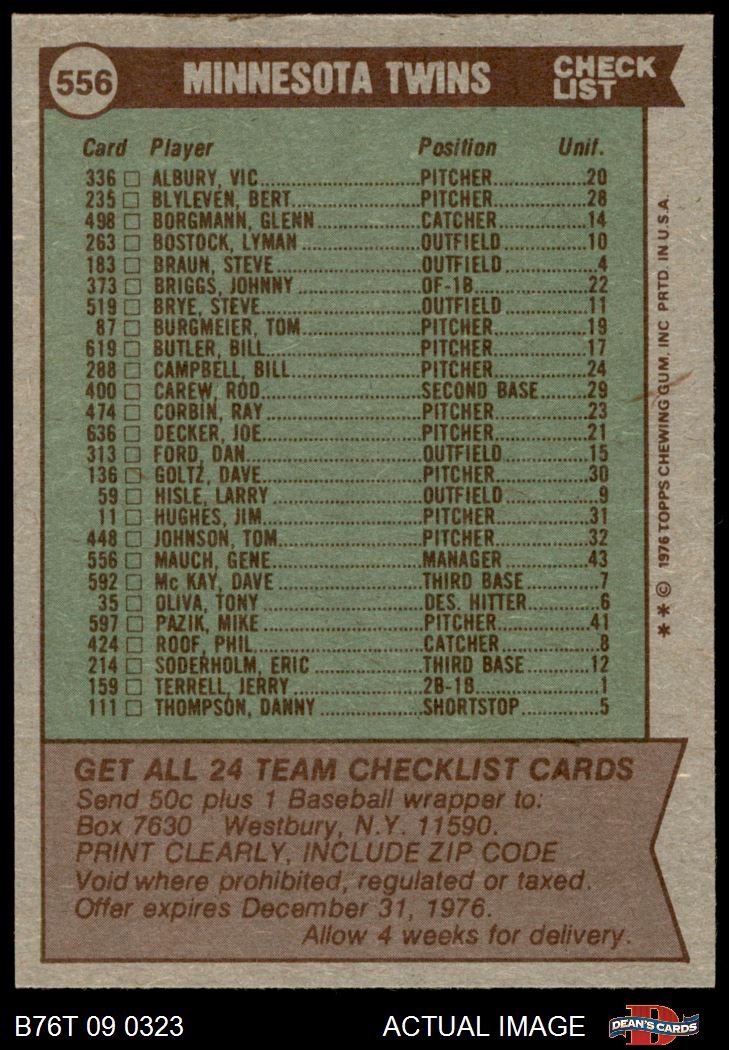 556 MINNESOTA TWINS CHECK LIST
Card Player Position Unif.
336 □ ALBURY, VIC PITCHER 20
235 □ BLYLEVEN, BERT PITCHER 28
498 □ BORGMANN, GLENN CATCHER 14
263 □ BOSTOCK, LYMAN OUTFIELD 10
183 □ BRAUN, STEVE OUTFIELD 4
373 □ BRIGGS, JOHNNY OF-1B 22
519 □ BRYE, STEVE OUTFIELD 11
87 □ BURGMEIER, TOM PITCHER 19
619 □ BUTLER, BILL PITCHER 17
288 □ CAMPBELL, BILL PITCHER 24
400 □ CAREW, ROD SECOND BASE 29
474 □ CORBIN, RAY PITCHER 23
636 □ DECKER, JOE PITCHER 21
313 □ FORD, DAN OUTFIELD 15
136 □ GOLTZ, DAVE PITCHER 30
59 □ HISLE, LARRY OUTFIELD 9
11 □ HUGHES, JIM PITCHER 31
448 □ JOHNSON, TOM PITCHER 32
556 □ MAUCH, GENE MANAGER 43
592 □ Mc KAY, DAVE THIRD BASE 7
35 □ OLIVA, TONY DES. HITTER 6
597 □ PAZIK, MIKE PITCHER 41
424 □ ROOF, PHIL CATCHER 8
214 □ SODERHOLM, ERIC THIRD BASE 12
159 □ TERRELL, JERRY 2B-1B 1
111 □ THOMPSON, DANNY SHORTSTOP 5
* * © 1976 TOPPS CHEWING GUM, INC PRTD. IN U.S.A.
GET ALL 24 TEAM CHECKLIST CARDS
Send 50c plus 1 Baseball wrapper to:
Box 7630 Westbury, N.Y. 11590.
PRINT CLEARLY, INCLUDE ZIP CODE
Void where prohibited, regulated or taxed.
Offer expires December 31, 1976.
Allow 4 weeks for delivery.
B76T 09 0323 ACTUAL IMAGE DEAN'S CARDS